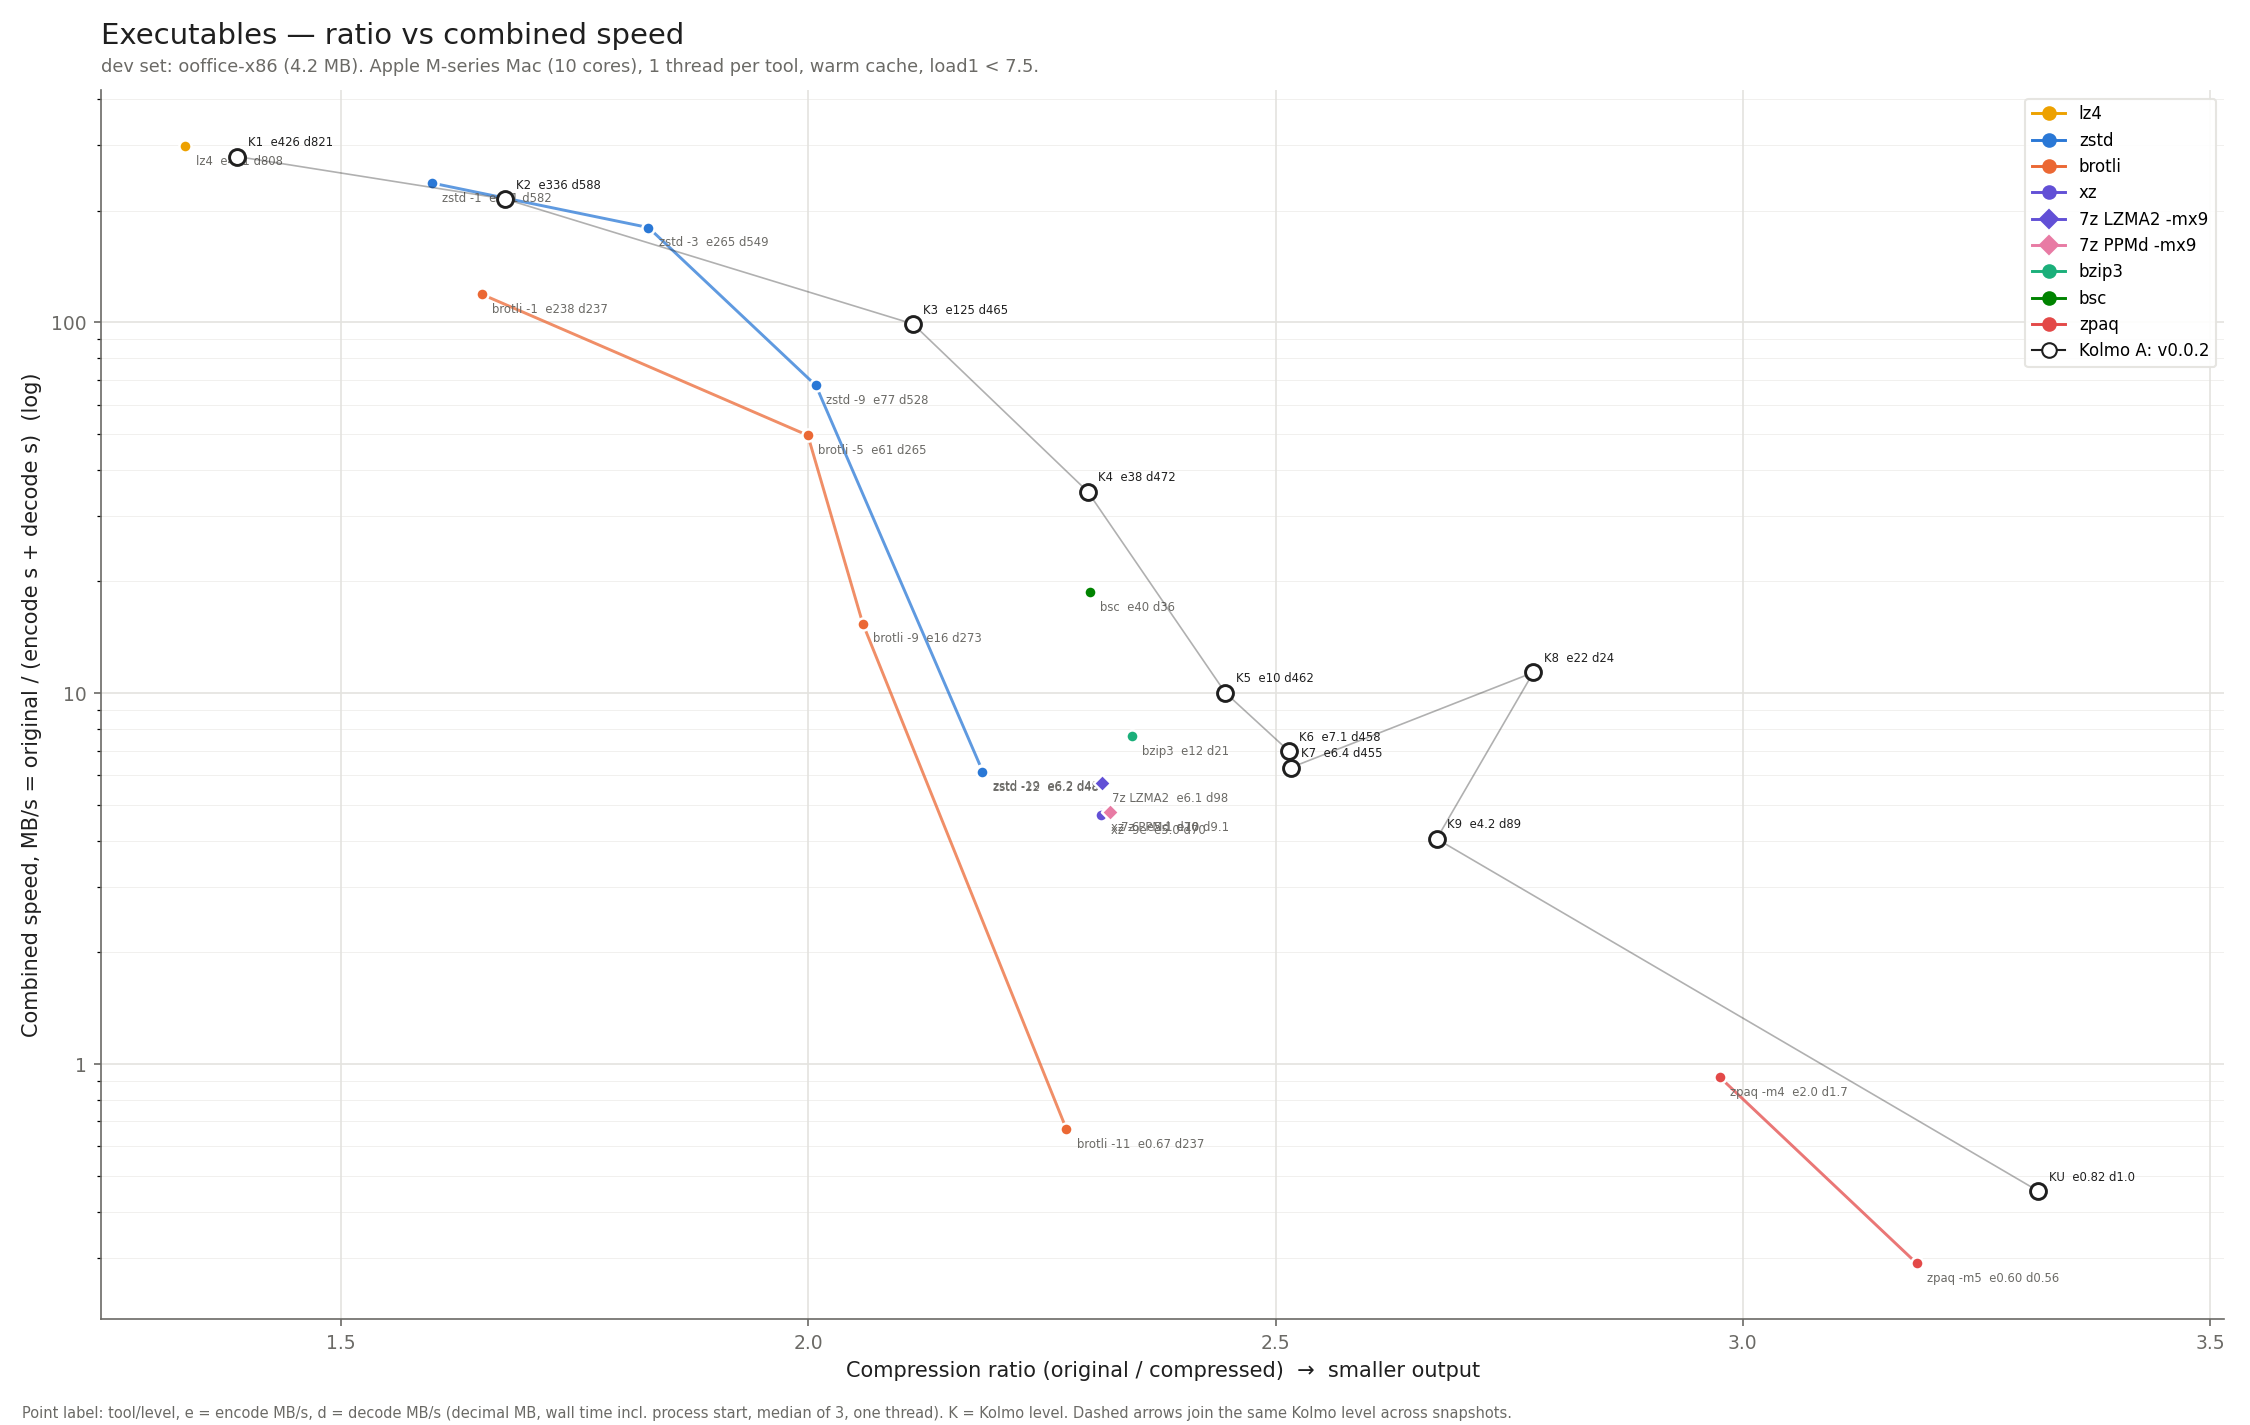 Executables — ratio vs combined speed
dev set: ooffice-x86 (4.2 MB). Apple M-series Mac (10 cores), 1 thread per tool, warm cache, load1 < 7.5.
lz4
zstd
brotli
xz
7z LZMA2 -mx9
7z PPMd -mx9
bzip3
bsc
zpaq
Kolmo A: v0.0.2
K1 e426 d821
lz4 d808
K2 e336 d588
zstd -1 d582
zstd -3 e265 d549
brotli -1 e238 d237
K3 e125 d465
zstd -9 e77 d528
brotli -5 e61 d265
K4 e38 d472
bsc e40 d36
brotli -9 e16 d273
K5 e10 d462
K8 e22 d24
K6 e7.1 d458
K7 e6.4 d455
bzip3 e12 d21
zstd e6.2
7z LZMA2 e6.1 d98
d9.1
K9 e4.2 d89
zpaq -m4 e2.0 d1.7
brotli -11 e0.67 d237
KU e0.82 d1.0
zpaq -m5 e0.60 d0.56
100
10
1
Combined speed, MB/s = original / (encode s + decode s) (log)
1.5
2.0
2.5
3.0
3.5
Compression ratio (original / compressed) → smaller output
Point label: tool/level, e = encode MB/s, d = decode MB/s (decimal MB, wall time incl. process start, median of 3, one thread). K = Kolmo level. Dashed arrows join the same Kolmo level across snapshots.